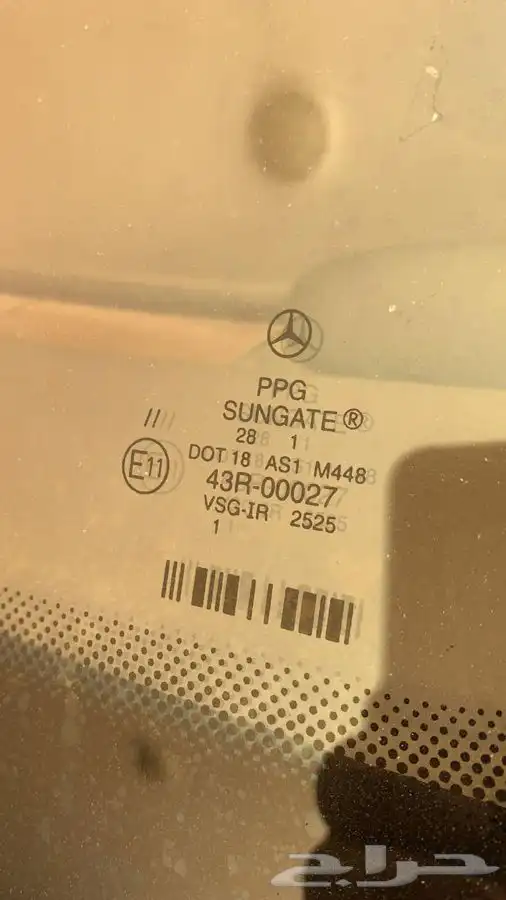 PPG
SUNGATE®
28 1
DOT 18 AS1 M448
E11
43R-00027
VSG-IR 2525
1
حراج